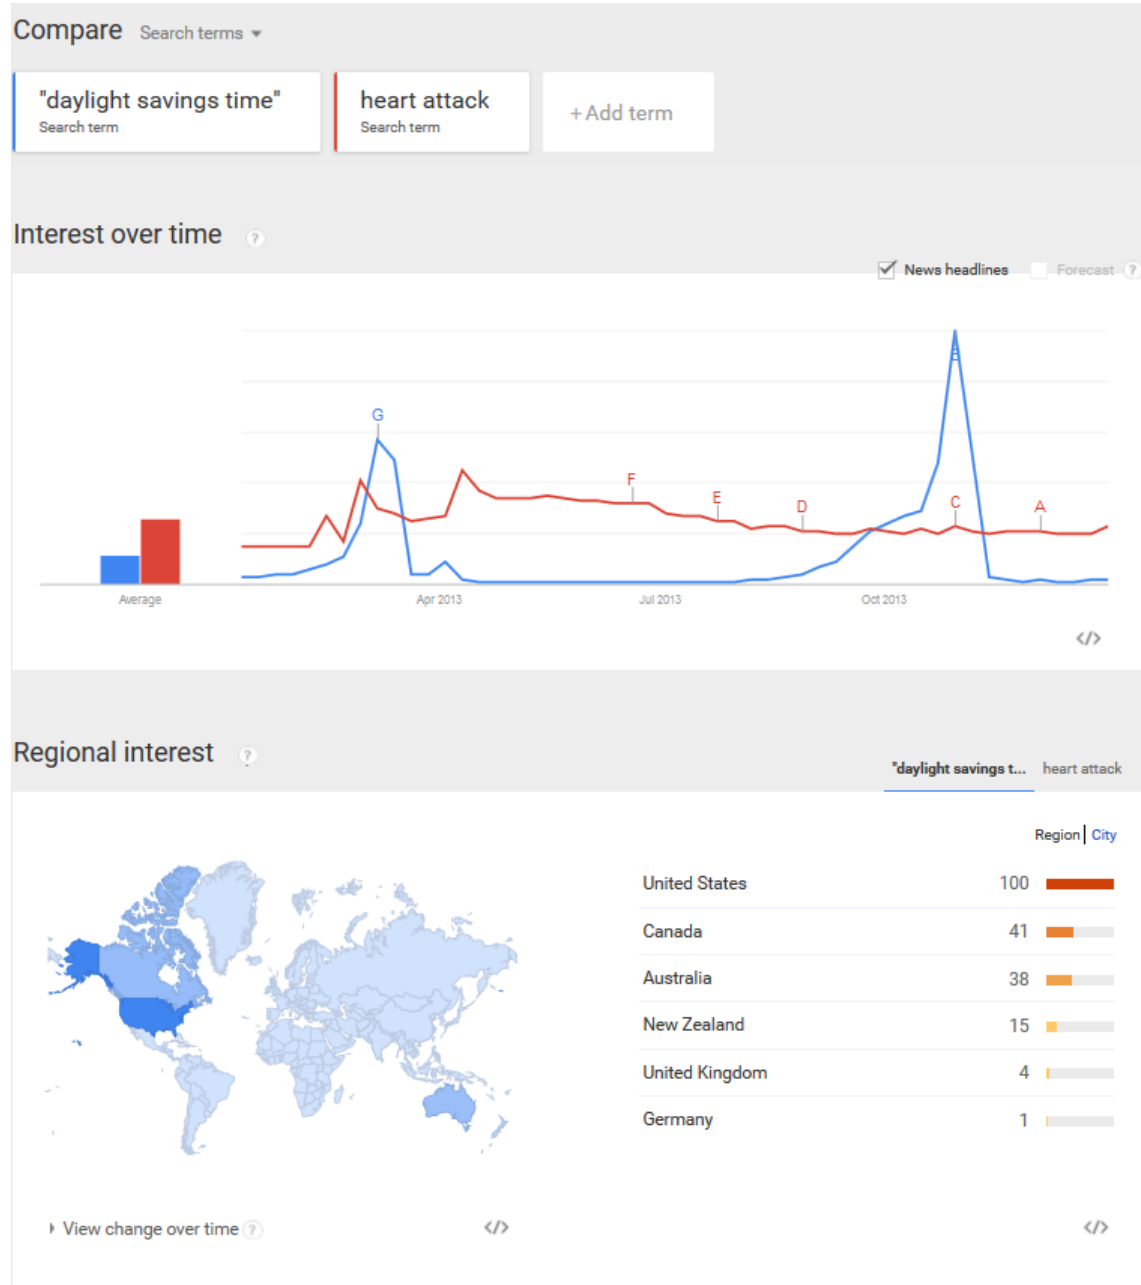 Compare Search terms
"daylight savings time" heart attack +Add term
Search term Search term
Interest over time ?
News headlines Forecast ?
B
G
F
E
D C A
Average Apr 2013 Jul 2013 Oct 2013
</>
Regional interest ?
"daylight savings t... heart attack
Region | City
United States 100
Canada 41
Australia 38
New Zealand 15
United Kingdom 4
Germany 1
View change over time ? </> </>